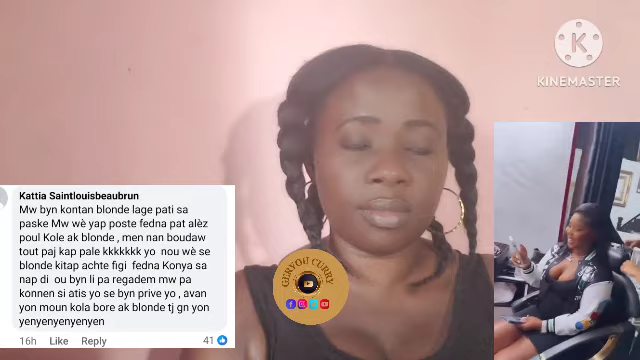 KINEMASTER
Kattia Saintlouisbeaubrun
Mw byn kontan blonde lage pati sa
paske Mw wè yap poste fedna pat alèz
poul Kole ak blonde , men nan boudaw
tout paj kap pale kkkkkkk yo nou wè se
blonde kitap achte figi fedna Konya sa
nap di ou byn li pa regadem mw pa
konnen si atis yo se byn prive yo , avan
yon moun kola bore ak blonde tj gn yon
yenyenyenyenyen
16h Like Reply 41
GERYOU CURRY